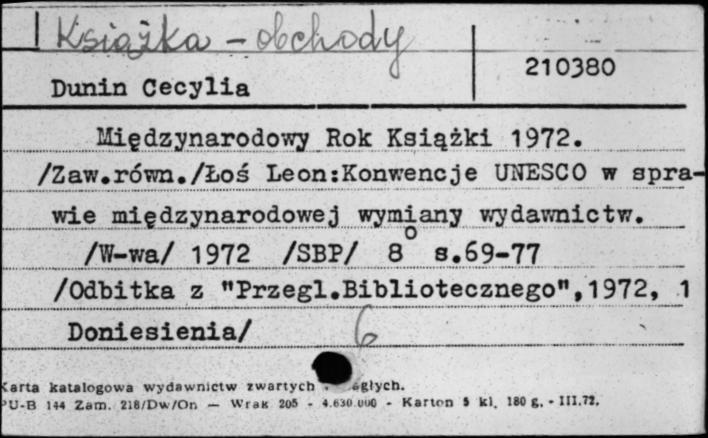 Książka - obchody
210380
Dunin Cecylia
Międzynarodowy Rok Książki 1972.
/Zaw.równ./Łoś Leon:Konwencje UNESCO w spra-
wie międzynarodowej wymiany wydawnictw.
/W-wa/ 1972 /SBP/ 8° s.69-77
/Odbitka z "Przegl.Bibliotecznego",1972, 1
Doniesienia/
6
Karta katalogowa wydawnictw zwartych
PU-B 144 Zam. 218/Dw/On — Wrak 205 - 4.630.000 - Karton 5 kl. 180 g. - III.72.